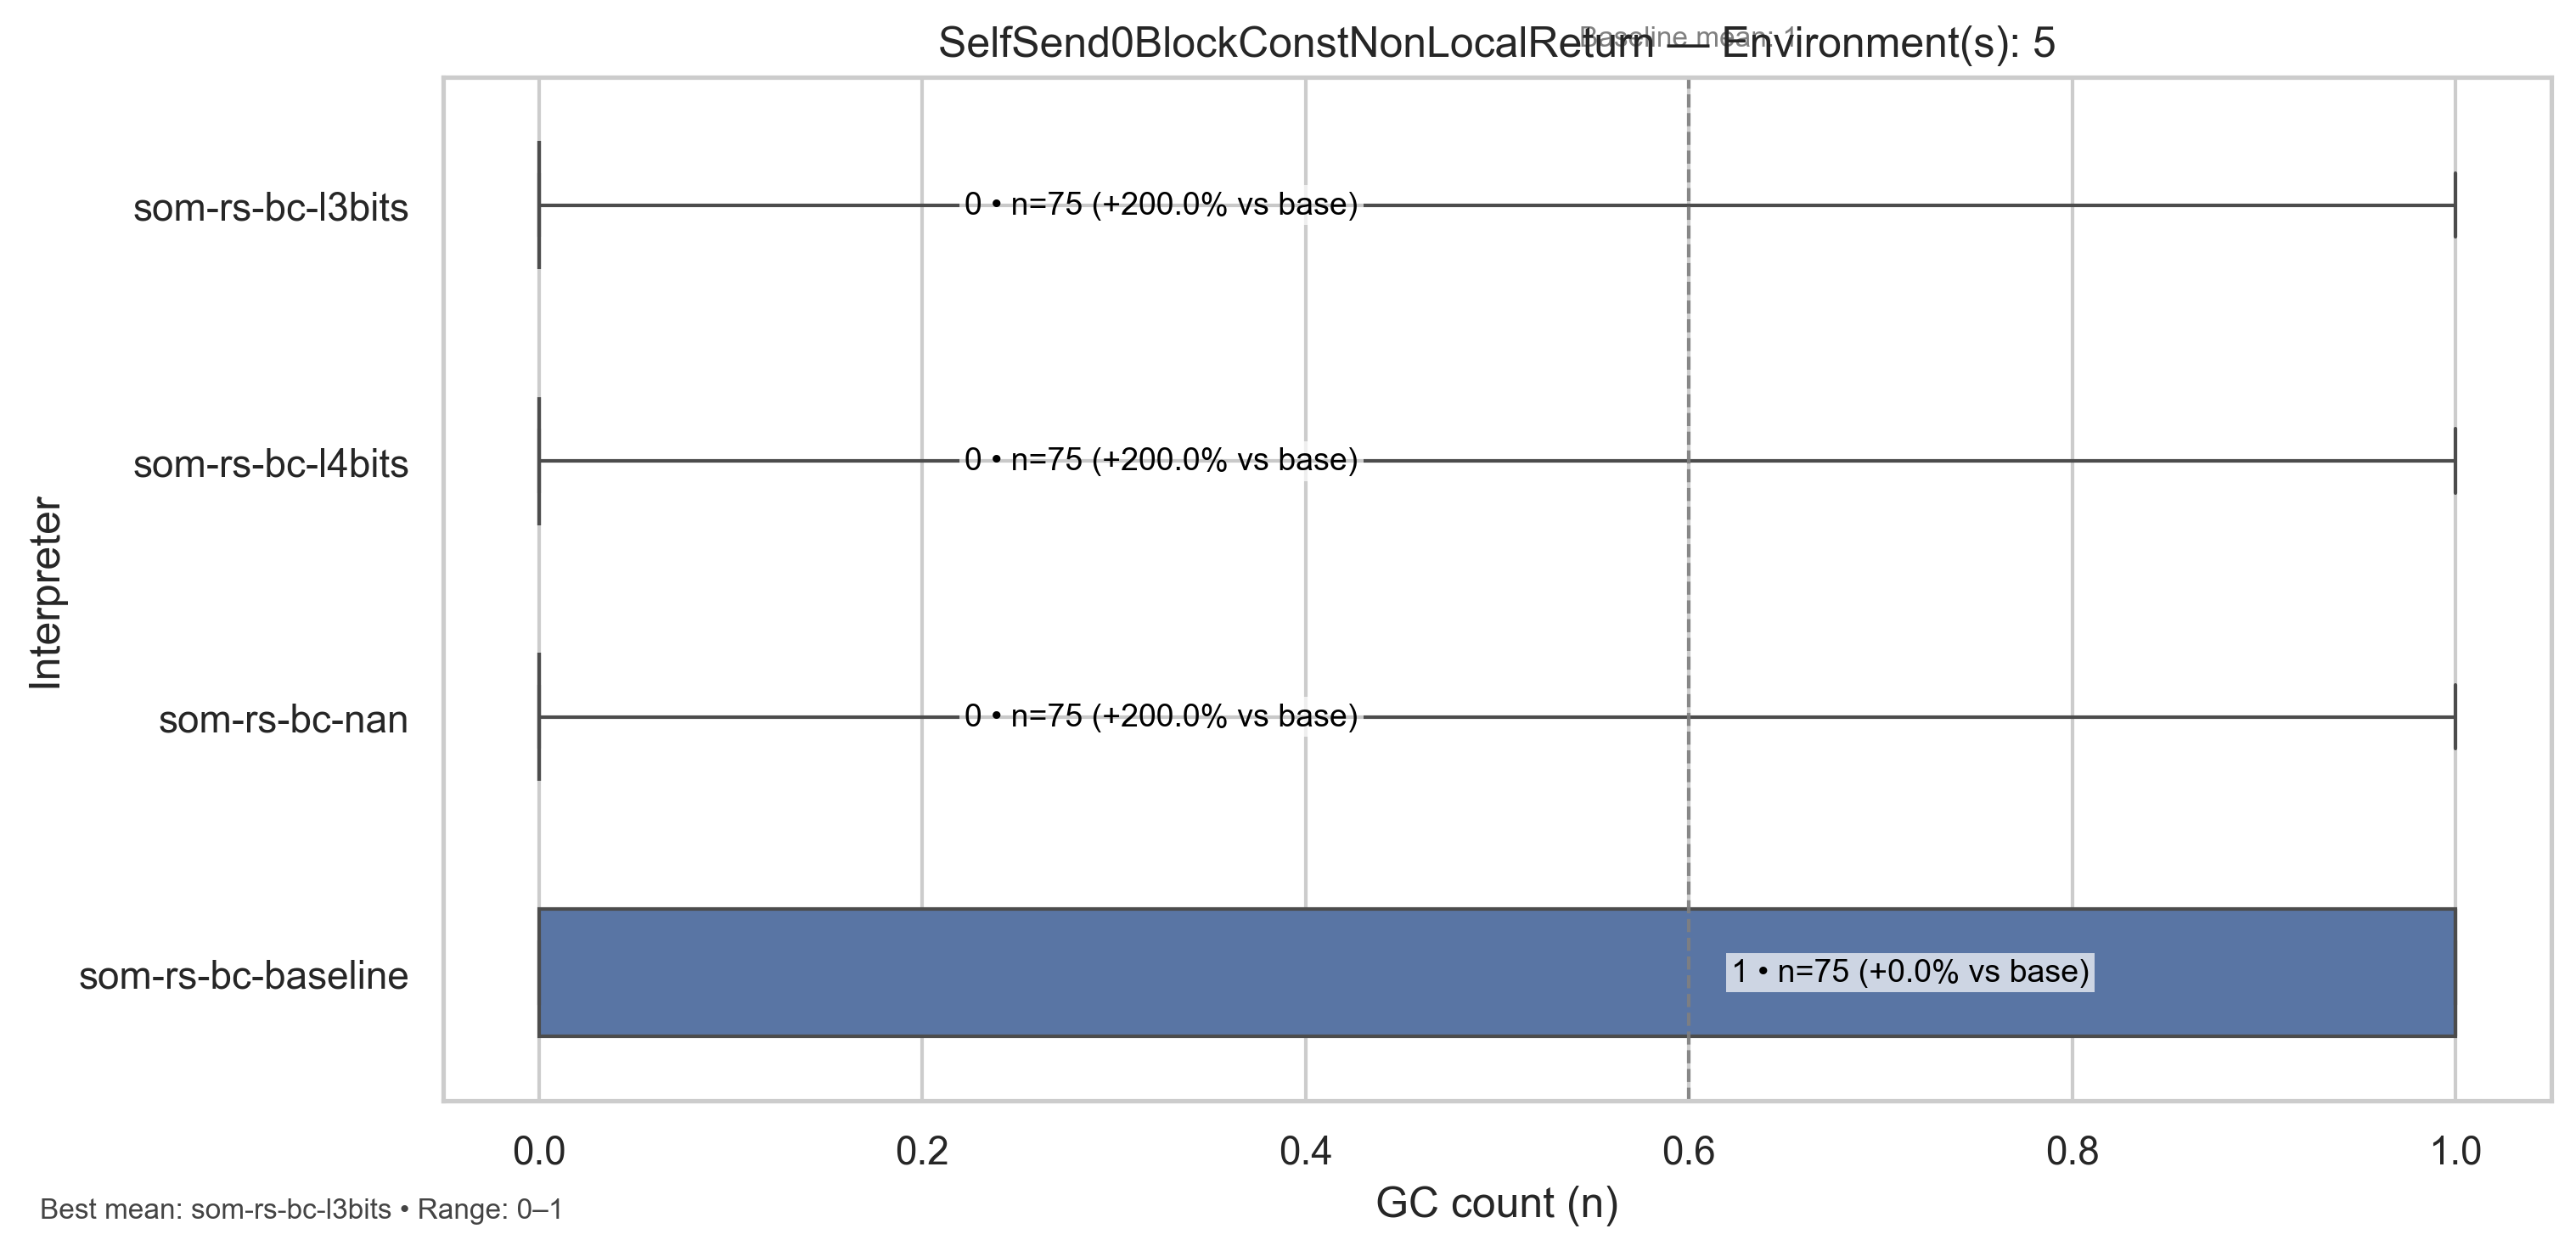 Baseline mean: 1
SelfSend0BlockConstNonLocalReturn — Environment(s): 5
Interpreter
som-rs-bc-l3bits
0 • n=75 (+200.0% vs base)
som-rs-bc-l4bits
0 • n=75 (+200.0% vs base)
som-rs-bc-nan
0 • n=75 (+200.0% vs base)
som-rs-bc-baseline
1 • n=75 (+0.0% vs base)
0.0 0.2 0.4 0.6 0.8 1.0
GC count (n)
Best mean: som-rs-bc-l3bits • Range: 0–1